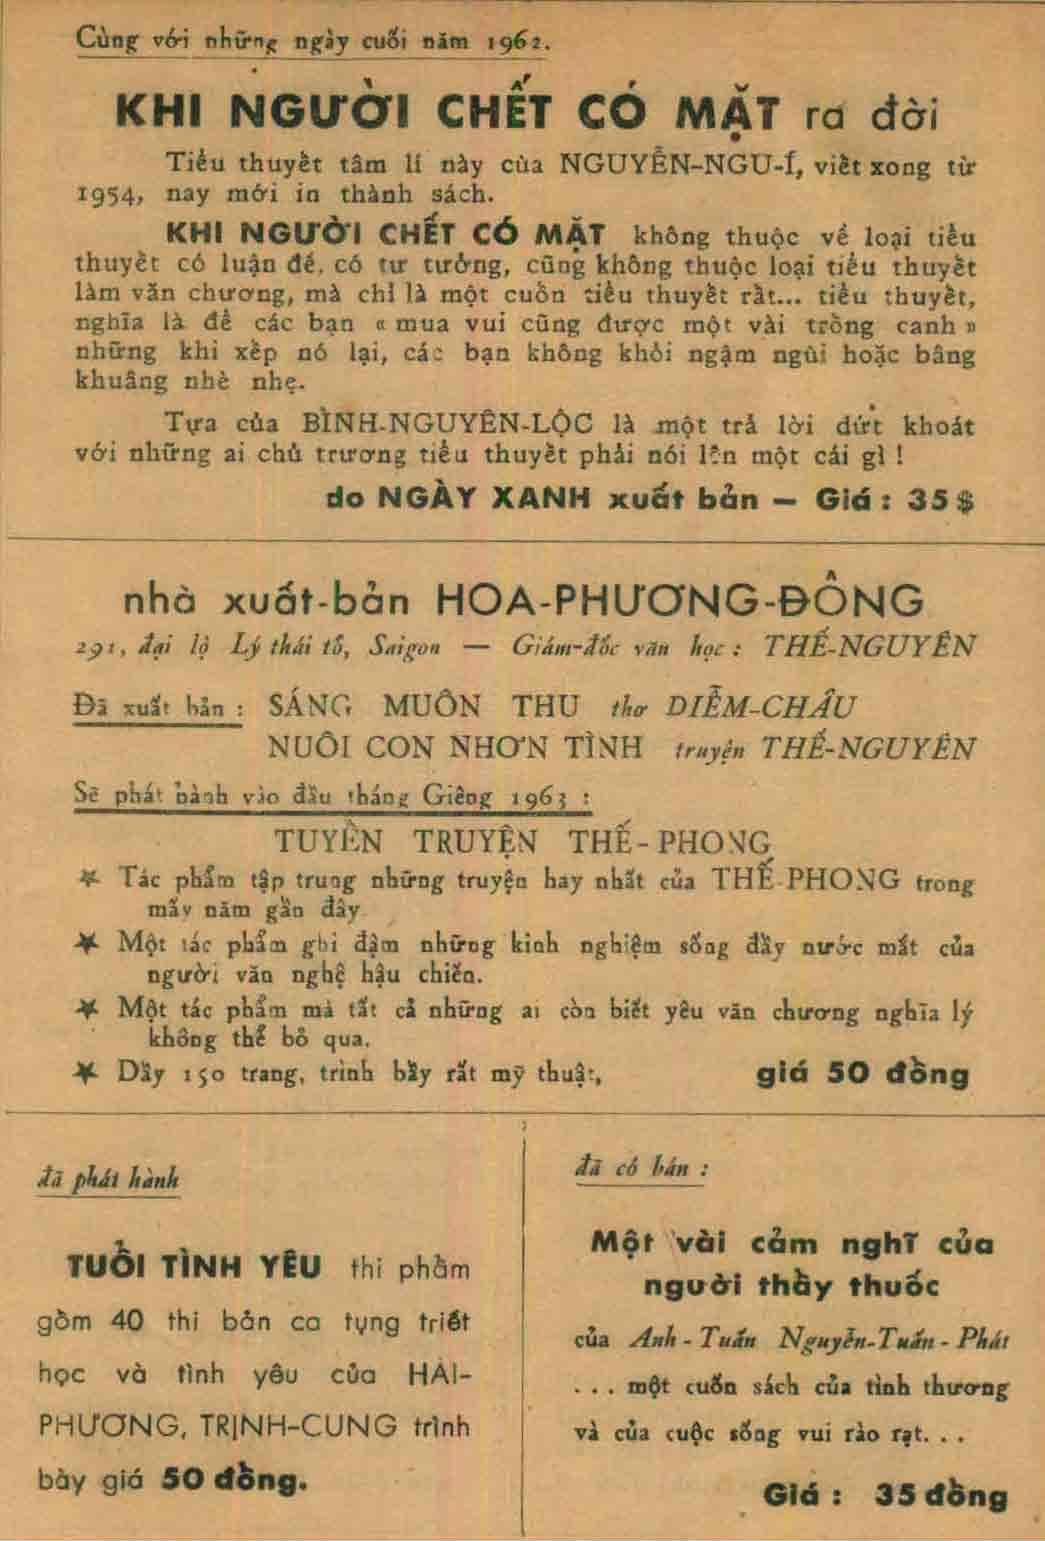 Cùng với những ngày cuối năm 1962.
KHI NGƯỜI CHẾT CÓ MẶT ra đời
Tiểu thuyết tâm lí này của NGUYỄN-NGU-Í, viết xong từ
1954, nay mới in thành sách.
KHI NGƯỜI CHẾT CÓ MẶT không thuộc về loại tiểu
thuyết có luận đề, có tư tưởng, cũng không thuộc loại tiểu thuyết
làm văn chương, mà chỉ là một cuốn tiểu thuyết rất... tiểu thuyết,
nghĩa là để các bạn « mua vui cũng được một vài trống canh »
những khi xếp nó lại, các bạn không khỏi ngậm ngùi hoặc bâng
khuâng nhè nhẹ.
Tựa của BÌNH-NGUYÊN-LỘC là một trả lời dứt khoát
với những ai chủ trương tiểu thuyết phải nói lên một cái gì !
do NGÀY XANH xuất bản — Giá : 35$
nhà xuất-bản HOA-PHƯƠNG-ĐÔNG
291, đại lộ Lý thái tổ, Saigon — Giám-đốc văn học : THẾ-NGUYÊN
Đã xuất bản : SÁNG MUÔN THU thơ DIỄM-CHÂU
NUÔI CON NHƠN TÌNH truyện THẾ-NGUYÊN
Sẽ phát hành vào đầu tháng Giêng 1963 :
TUYỂN TRUYỆN THẾ-PHONG
* Tác phẩm tập trung những truyện hay nhất của THẾ-PHONG trong
mấy năm gần đây.
* Một tác phẩm ghi đậm những kinh nghiệm sống đầy nước mắt của
người văn nghệ hậu chiến.
* Một tác phẩm mà tất cả những ai còn biết yêu văn chương nghĩa lý
không thể bỏ qua.
* Dầy 150 trang, trình bầy rất mỹ thuật, giá 50 đồng
đã phát hành
TUỔI TÌNH YÊU thi phẩm
gồm 40 thi bản ca tụng triết
học và tình yêu của HẢI-
PHƯƠNG, TRỊNH-CUNG trình
bày giá 50 đồng.
đã có bán :
Một vài cảm nghĩ của
người thầy thuốc
của Anh-Tuấn Nguyễn-Tuấn-Phát
... một cuốn sách của tình thương
và của cuộc sống vui rào rạt...
Giá : 35 đồng